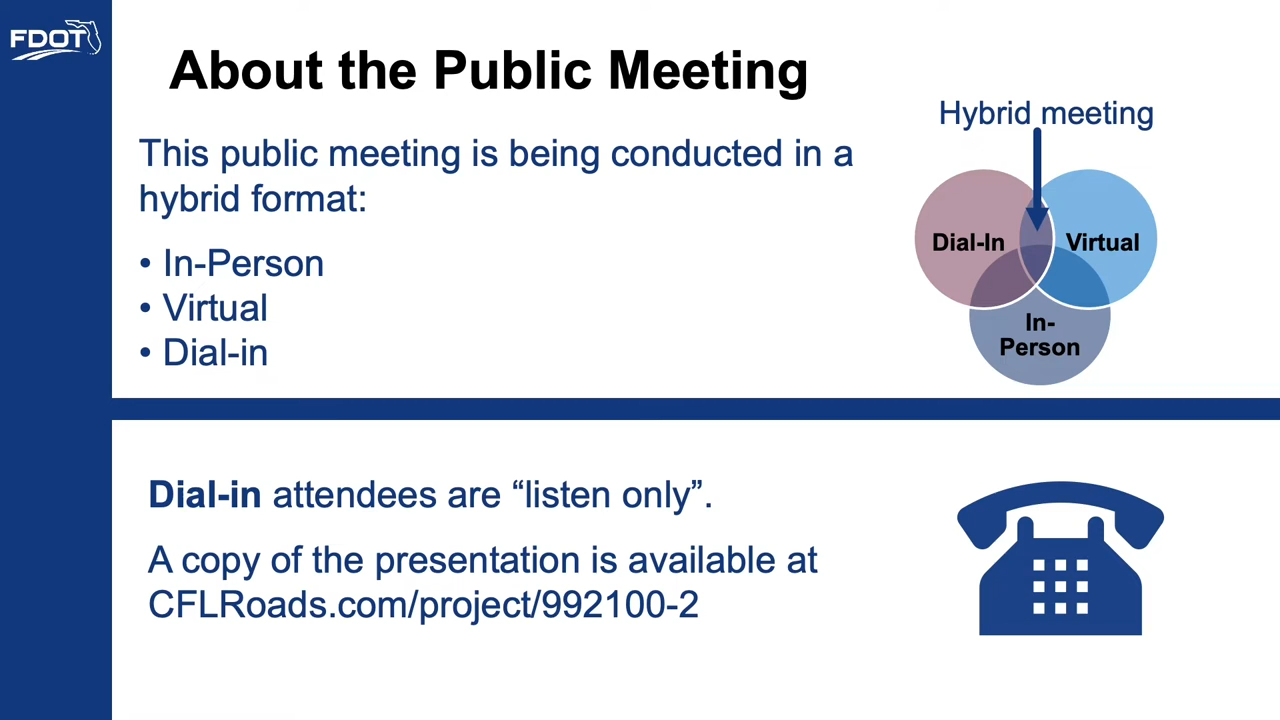 FDOT
About the Public Meeting
This public meeting is being conducted in a
hybrid format:
• In-Person
• Virtual
• Dial-in
Hybrid meeting
Dial-In
Virtual
In-
Person
Dial-in attendees are “listen only”.
A copy of the presentation is available at
CFLRoads.com/project/992100-2